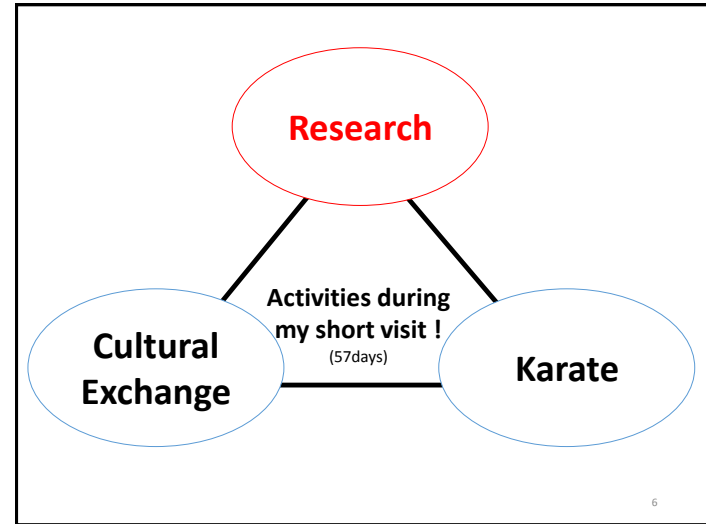 Research
Activities during
my short visit !
(57days)
Cultural
Exchange
Karate
6